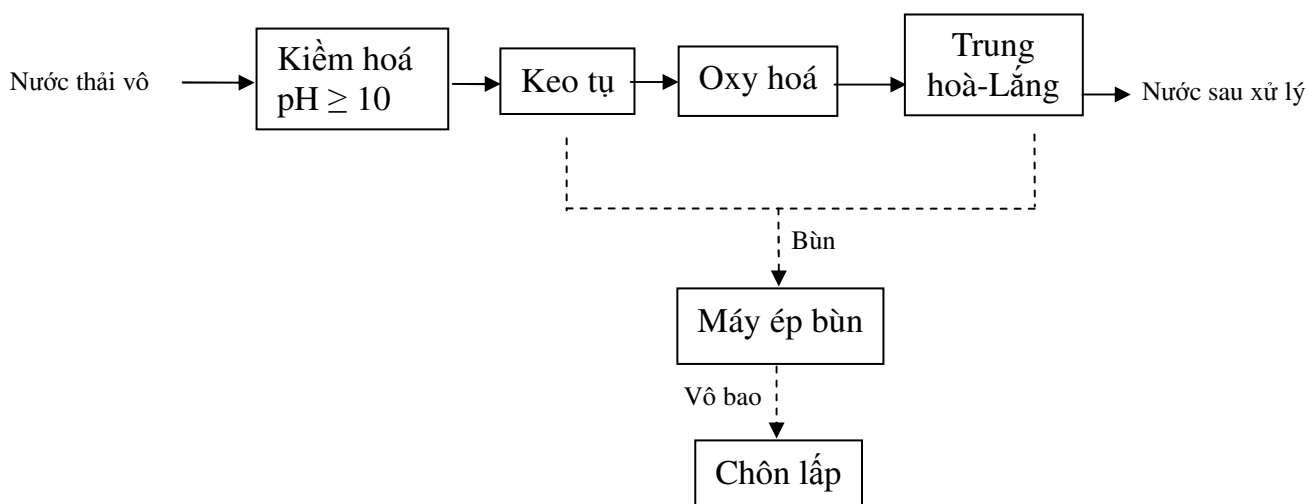 Nước thải vô
Kiềm hoá
pH ≥ 10
Keo tụ
Oxy hoá
Trung
hoà-Lắng
Nước sau xử lý
Bùn
Máy ép bùn
Vô bao
Chôn lấp